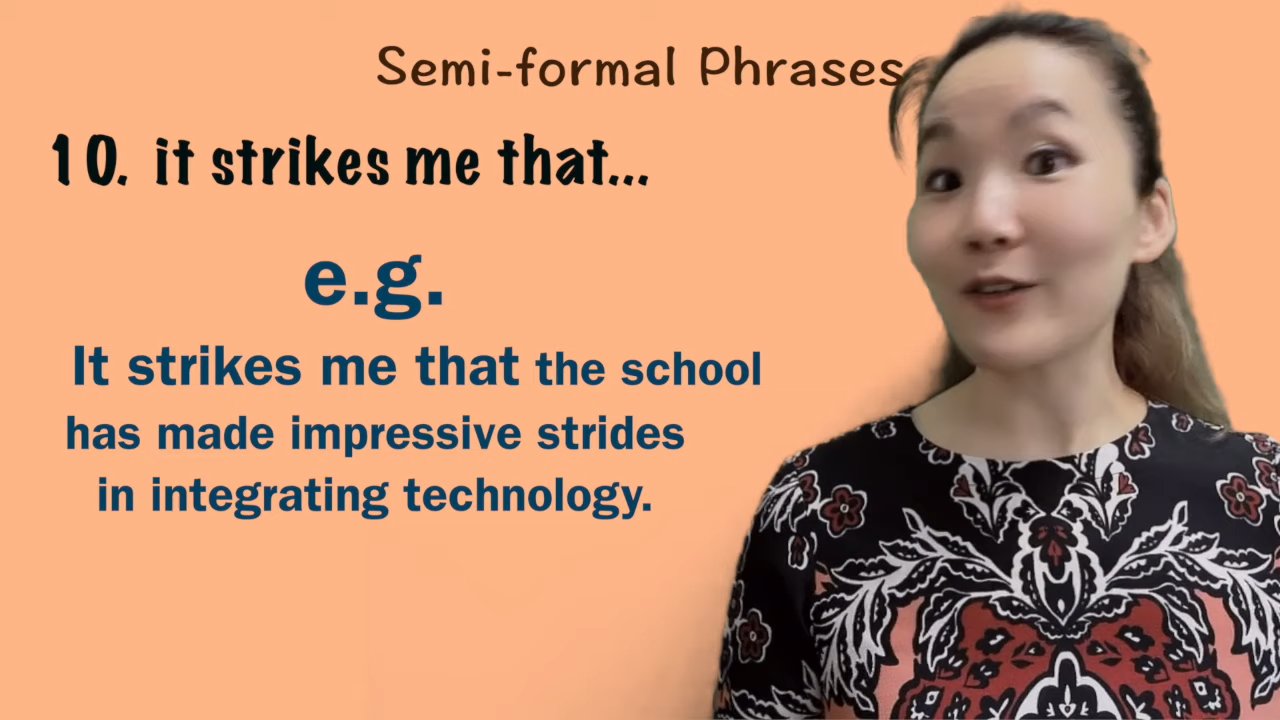 Semi-formal Phrases
10. it strikes me that...
e.g.
It strikes me that the school
has made impressive strides
in integrating technology.